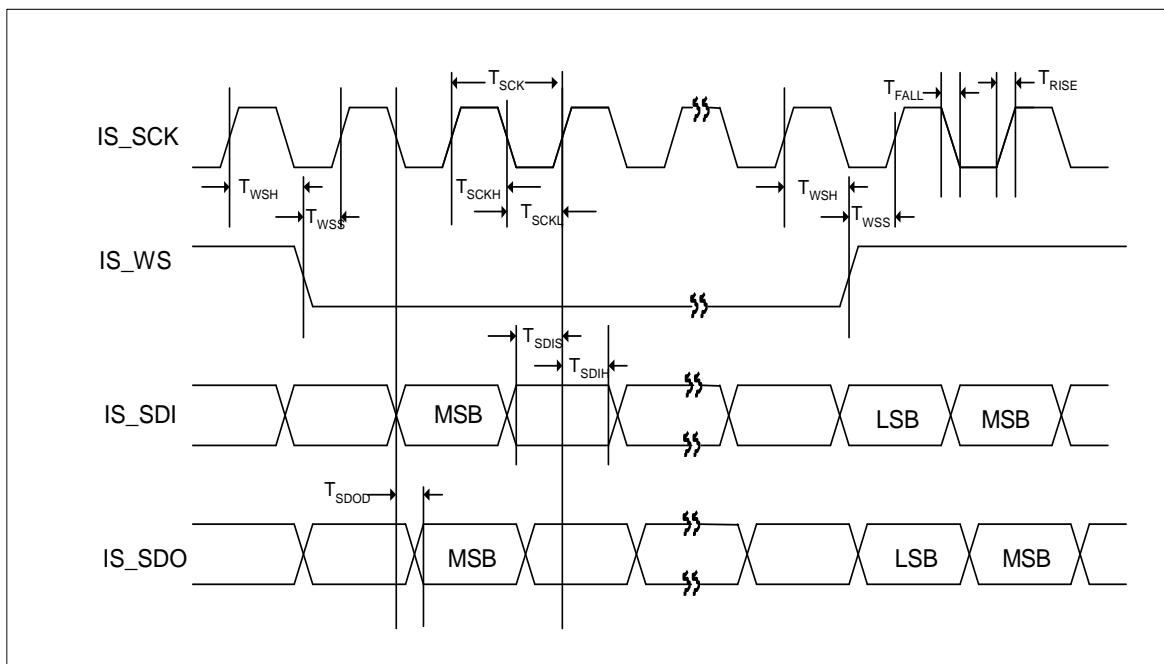 T_SCK
T_FALL
T_RISE
IS_SCK
T_WSH
T_SCKH
T_WSH
T_WSS
T_SCKL
T_WSS
IS_WS
T_SDIS
T_SDIH
IS_SDI
MSB
LSB
MSB
T_SDOD
IS_SDO
MSB
LSB
MSB